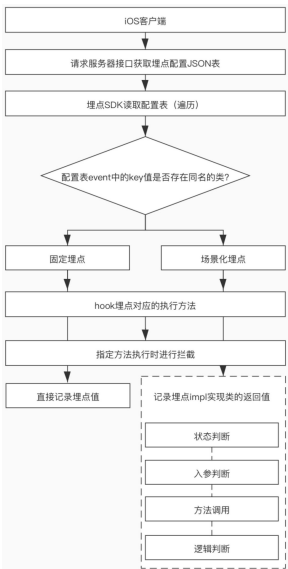 iOS客户端
请求服务器接口获取埋点配置JSON表
埋点SDK读取配置表（遍历）
配置表event中的key值是否存在同名的类?
固定埋点
场景化埋点
hook埋点对应的执行方法
指定方法执行时进行拦截
直接记录埋点值
记录埋点impl实现类的返回值
状态判断
入参判断
方法调用
逻辑判断